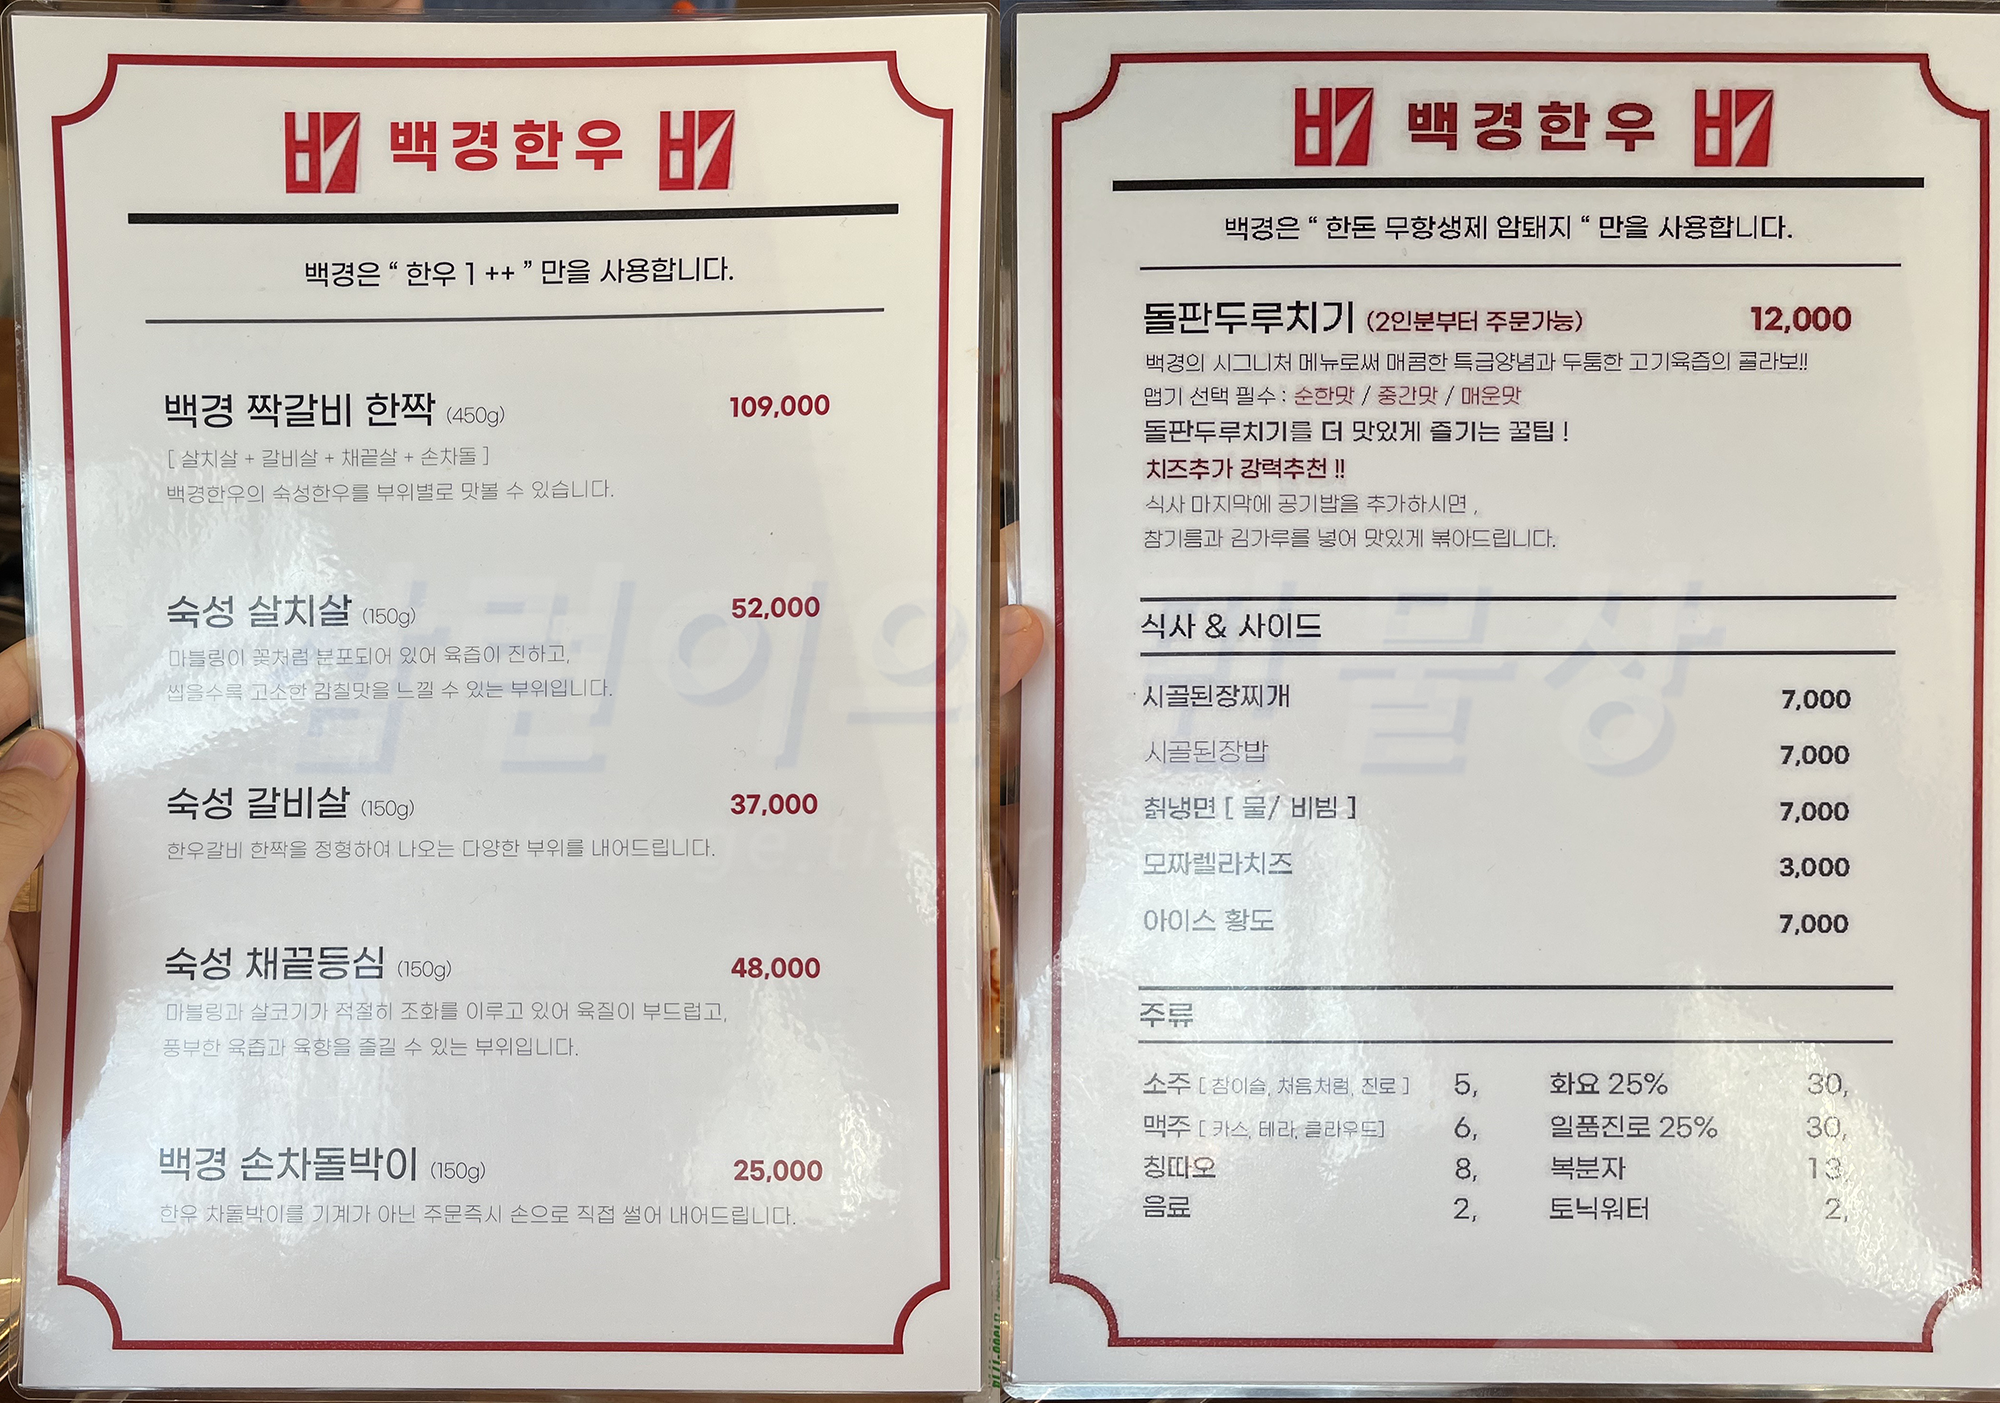 백경한우
백경은 “ 한우 1 ++ ” 만을 사용합니다.
백경 짝갈비 한짝 (450g) 109,000
[ 살치살 + 갈비살 + 채끝살 + 손차돌 ]
백경한우의 숙성한우를 부위별로 맛볼 수 있습니다.
숙성 살치살 (150g) 52,000
마블링이 꽃처럼 분포되어 있어 육즙이 진하고,
씹을수록 고소한 감칠맛을 느낄 수 있는 부위입니다.
숙성 갈비살 (150g) 37,000
한우갈비 한짝을 정형하여 나오는 다양한 부위를 내어드립니다.
숙성 채끝등심 (150g) 48,000
마블링과 살코기가 적절히 조화를 이루고 있어 육질이 부드럽고,
풍부한 육즙과 육향을 즐길 수 있는 부위입니다.
백경 손차돌박이 (150g) 25,000
한우 차돌박이를 기계가 아닌 주문즉시 손으로 직접 썰어 내어드립니다.
백경한우
백경은 “ 한돈 무항생제 암돼지 “ 만을 사용합니다.
돌판두루치기 (2인분부터 주문가능) 12,000
백경의 시그니처 메뉴로써 매콤한 특급양념과 두툼한 고기육즙의 콜라보!!
맵기 선택 필수 : 순한맛 / 중간맛 / 매운맛
돌판두루치기를 더 맛있게 즐기는 꿀팁 !
치즈추가 강력추천 !!
식사 마지막에 공기밥을 추가하시면 ,
참기름과 김가루를 넣어 맛있게 볶아드립니다.
식사 & 사이드
시골된장찌개 7,000
시골된장밥 7,000
칡냉면 [ 물/ 비빔 ] 7,000
모짜렐라치즈 3,000
아이스 황도 7,000
주류
소주 [ 참이슬, 처음처럼, 진로 ] 5, 화요 25% 30,
맥주 [ 카스, 테라, 클라우드] 6, 일품진로 25% 30,
칭따오 8, 복분자 13,
음료 2, 토닉워터 2,